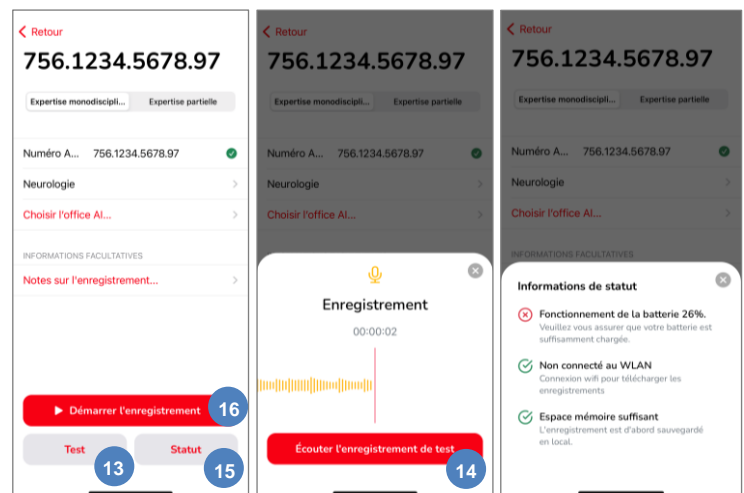 Retour
756.1234.5678.97
Expertise monodiscipli... Expertise partielle
Numéro A... 756.1234.5678.97
Neurologie
Choisir l'office AI...
INFORMATIONS FACULTATIVES
Notes sur l'enregistrement...
Démarrer l'enregistrement 16
Test Statut
13 15
Retour
756.1234.5678.97
Expertise monodiscipli... Expertise partielle
Numéro A... 756.1234.5678.97
Neurologie
Choisir l'office AI...
Enregistrement
00:00:02
Écouter l'enregistrement de test
14
Retour
756.1234.5678.97
Expertise monodiscipli... Expertise partielle
Numéro A... 756.1234.5678.97
Neurologie
Choisir l'office AI...
INFORMATIONS FACULTATIVES
Informations de statut
Fonctionnement de la batterie 26%.
Veuillez vous assurer que votre batterie est
suffisamment chargée.
Non connecté au WLAN
Connexion wifi pour télécharger les
enregistrements
Espace mémoire suffisant
L'enregistrement est d'abord sauvegardé
en local.